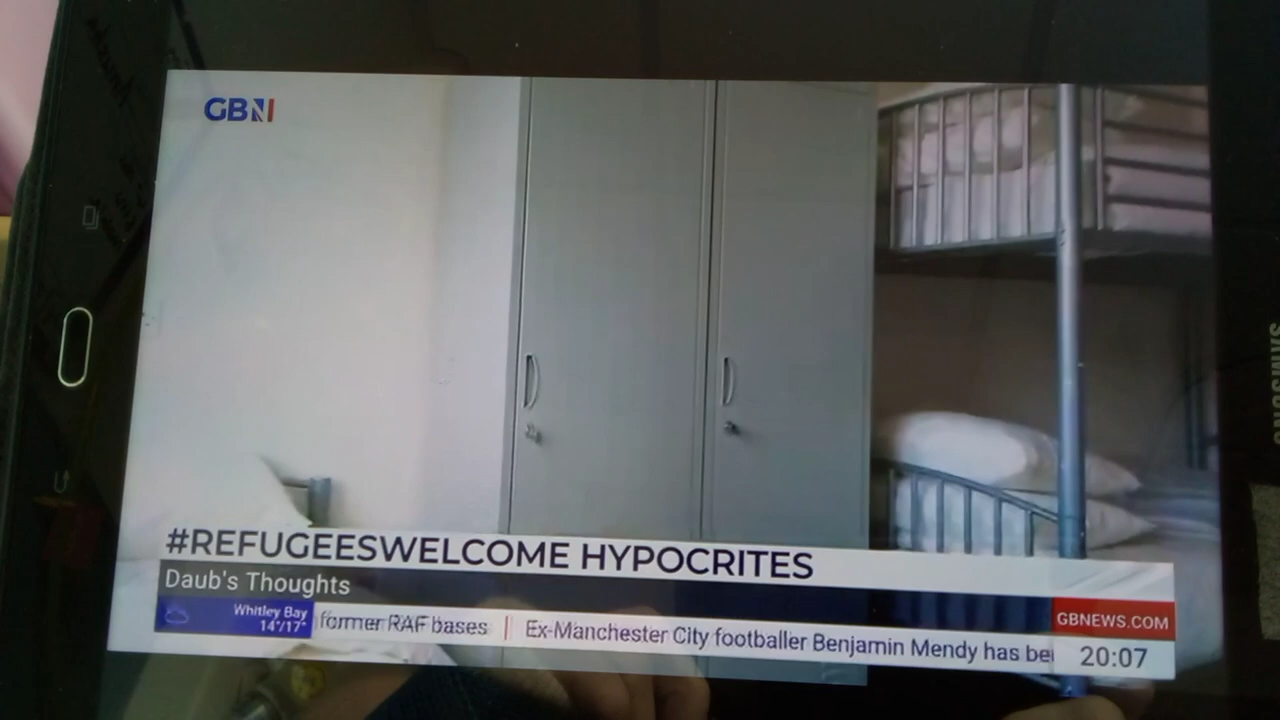 GBN
#REFUGEESWELCOME HYPOCRITES
Daub's Thoughts
Whitley Bay
14°/17°
former RAF bases | Ex-Manchester City footballer Benjamin Mendy has be
GBNEWS.COM
20:07
SAMSUNG